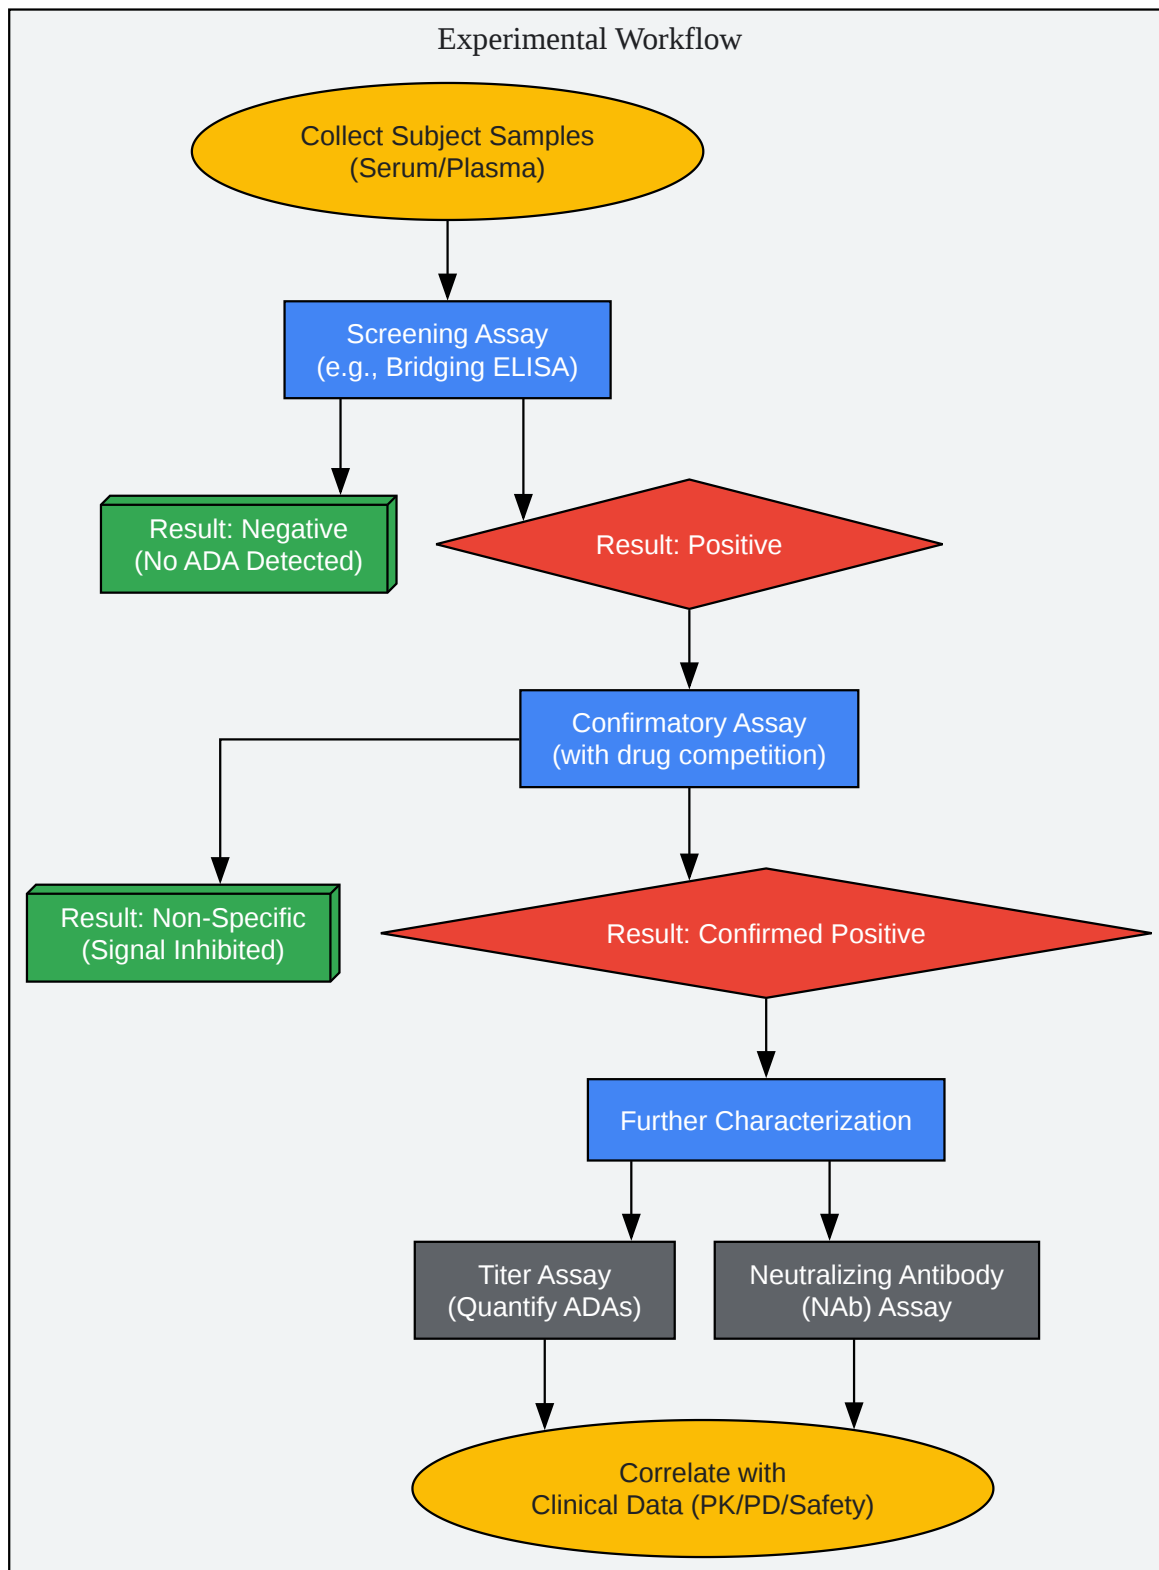 Experimental Workflow
Collect Subject Samples
(Serum/Plasma)
Screening Assay
(e.g., Bridging ELISA)
Result: Negative
(No ADA Detected)
Result: Positive
Confirmatory Assay
(with drug competition)
Result: Non-Specific
(Signal Inhibited)
Result: Confirmed Positive
Further Characterization
Titer Assay
(Quantify ADAs)
Neutralizing Antibody
(NAb) Assay
Correlate with
Clinical Data (PK/PD/Safety)